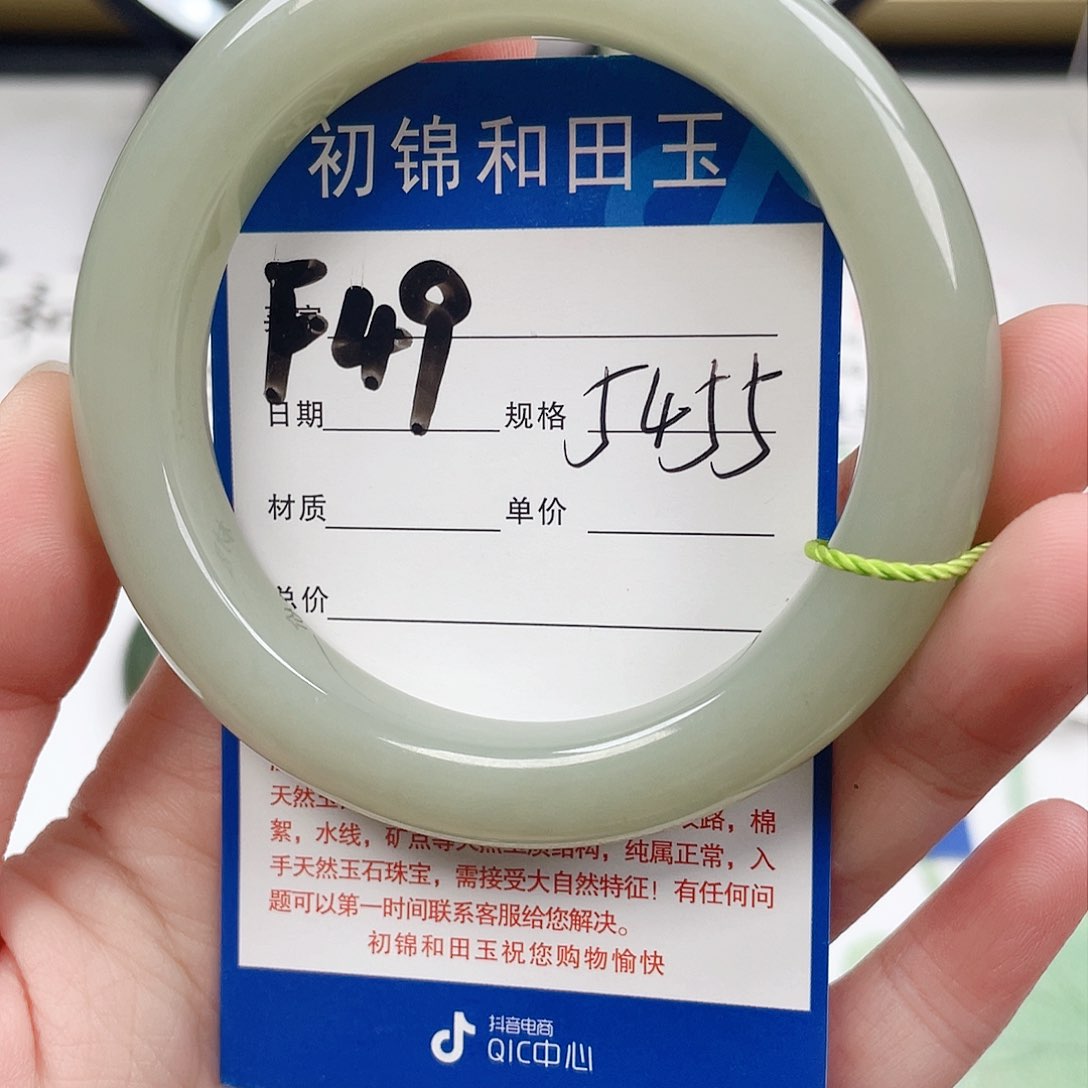 初锦和田玉
F49
日期 规格 5455
材质 单价
总价
天然玉 路，棉
絮，水线，矿点等天然玉质结构，纯属正常，入
手天然玉石珠宝，需接受大自然特征！有任何问
题可以第一时间联系客服给您解决。
初锦和田玉祝您购物愉快
抖音电商
QIC中心